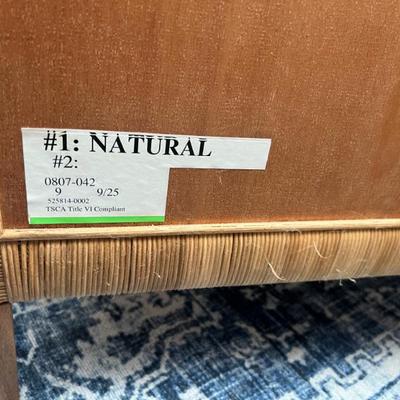 #1: NATURAL
#2:
0807-042
9 9/25
525814-0002
TSCA Title VI Compliant